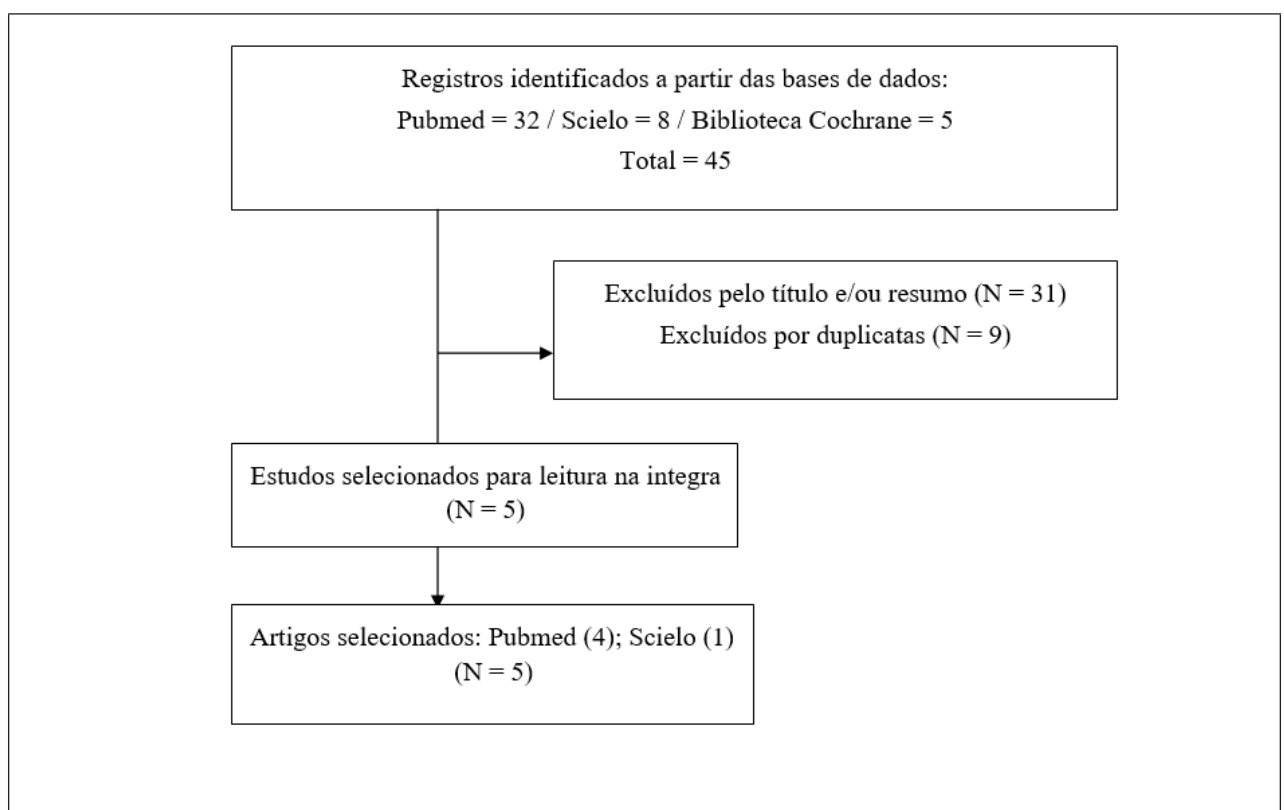 Registros identificados a partir das bases de dados:
Pubmed = 32 / Scielo = 8 / Biblioteca Cochrane = 5
Total = 45
Excluídos pelo título e/ou resumo (N = 31)
Excluídos por duplicatas (N = 9)
Estudos selecionados para leitura na integra
(N = 5)
Artigos selecionados: Pubmed (4); Scielo (1)
(N = 5)